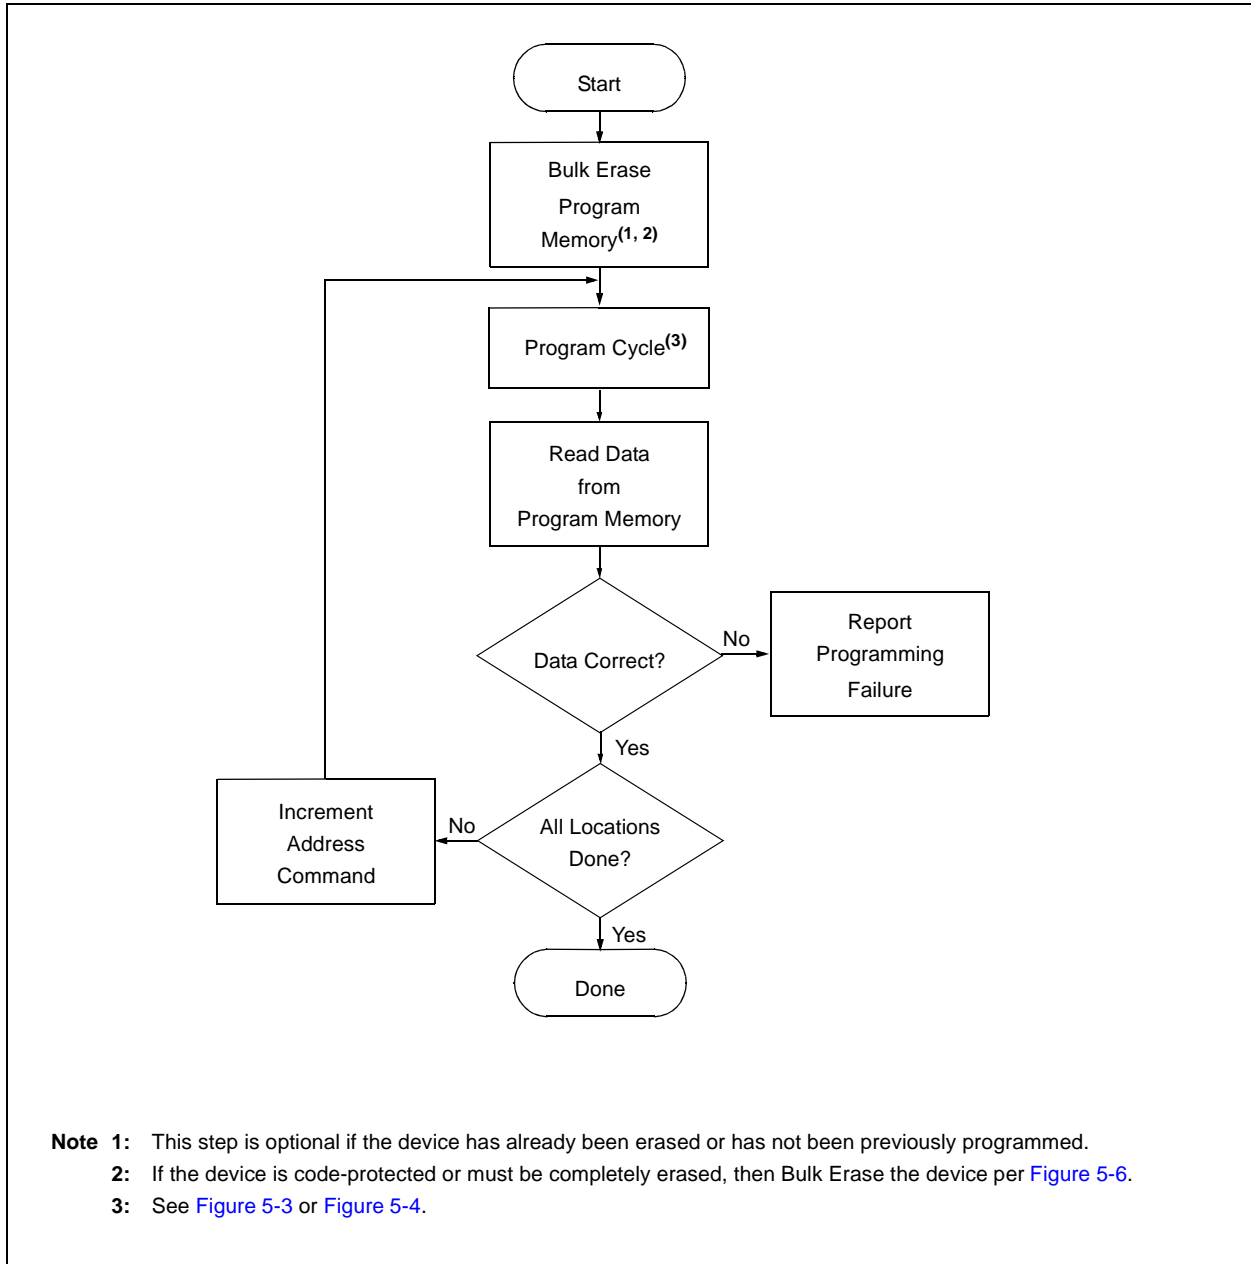 Start
Bulk Erase
Program
Memory(1, 2)
Program Cycle(3)
Read Data
from
Program Memory
Data Correct?
No
Report
Programming
Failure
Yes
All Locations
Done?
No
Increment
Address
Command
Yes
Done
Note 1: This step is optional if the device has already been erased or has not been previously programmed.
2: If the device is code-protected or must be completely erased, then Bulk Erase the device per Figure 5-6.
3: See Figure 5-3 or Figure 5-4.